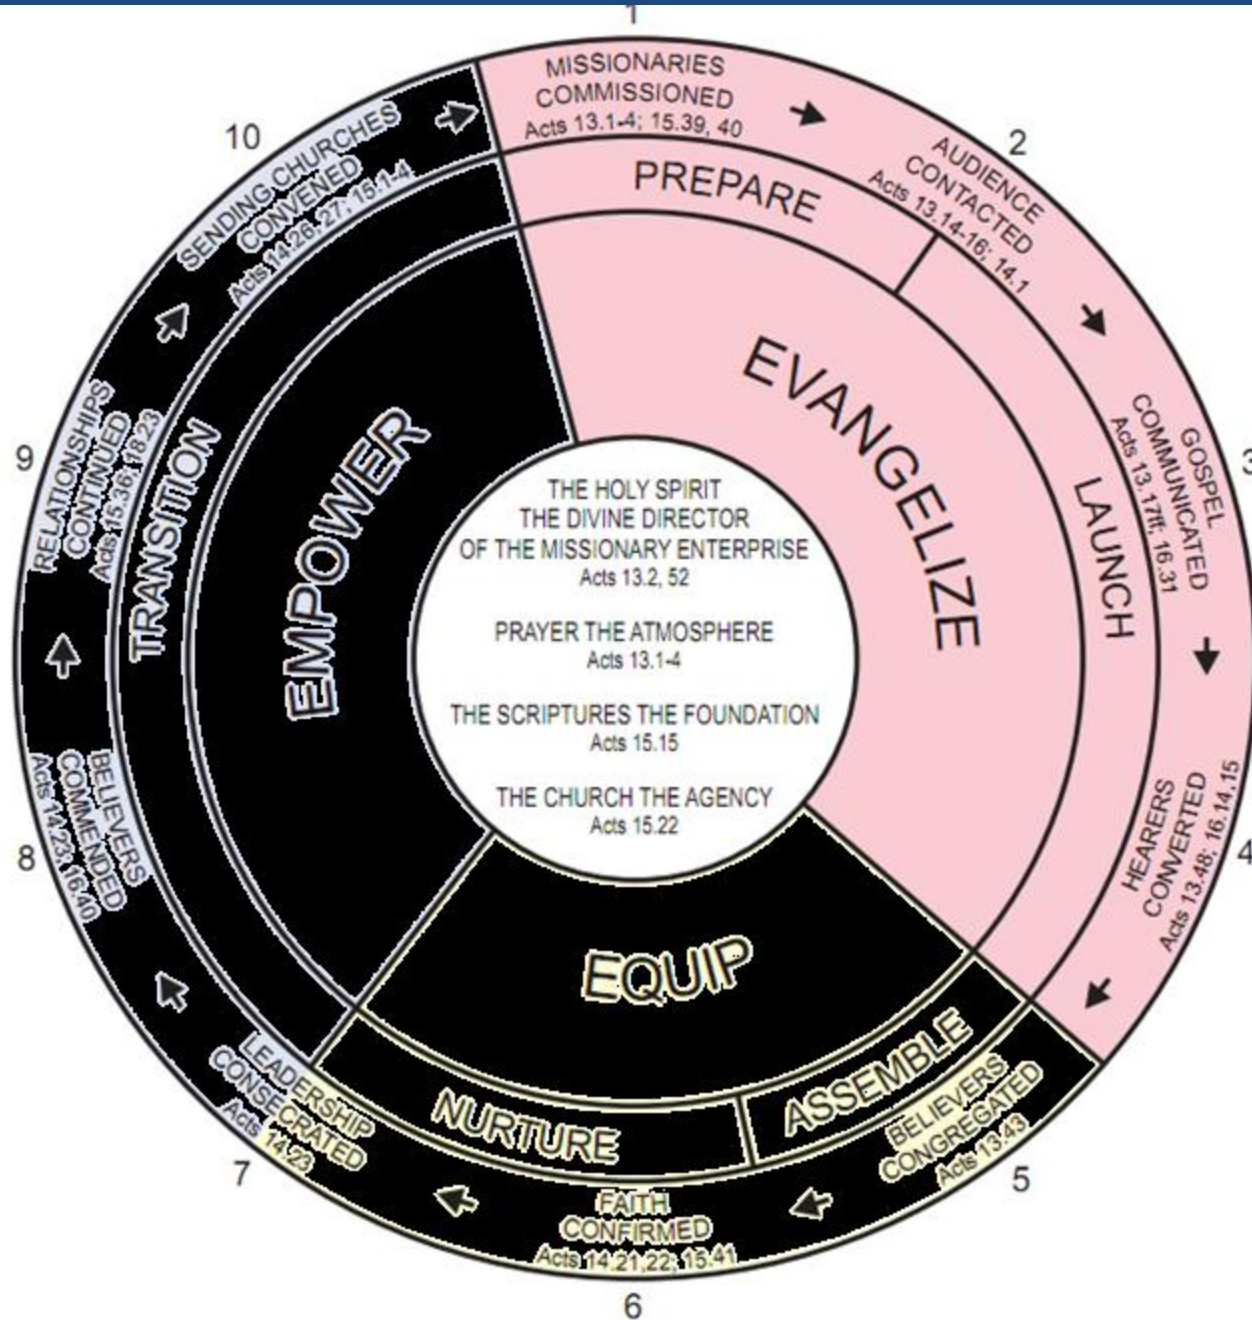 1
MISSIONARIES
COMMISSIONED
Acts 13.1-4; 15.39, 40
2
AUDIENCE
CONTACTED
Acts 13.14-16; 14.1
3
GOSPEL
COMMUNICATED
Acts 13.17ff; 16.31
4
HEARERS
CONVERTED
Acts 13.48; 16.14,15
5
BELIEVERS
CONGREGATED
Acts 13.43
6
FAITH
CONFIRMED
Acts 14.21,22; 15.41
7
LEADERSHIP
CONSECRATED
Acts 14.23
8
BELIEVERS
COMMENDED
Acts 14.23; 16.40
9
RELATIONSHIPS
CONTINUED
Acts 15.36; 18.23
10
SENDING CHURCHES
CONVENED
Acts 14.26, 27; 15.1-4
PREPARE
LAUNCH
ASSEMBLE
NURTURE
TRANSITION
EVANGELIZE
EQUIP
EMPOWER
THE HOLY SPIRIT
THE DIVINE DIRECTOR
OF THE MISSIONARY ENTERPRISE
Acts 13.2, 52
PRAYER THE ATMOSPHERE
Acts 13.1-4
THE SCRIPTURES THE FOUNDATION
Acts 15.15
THE CHURCH THE AGENCY
Acts 15.22